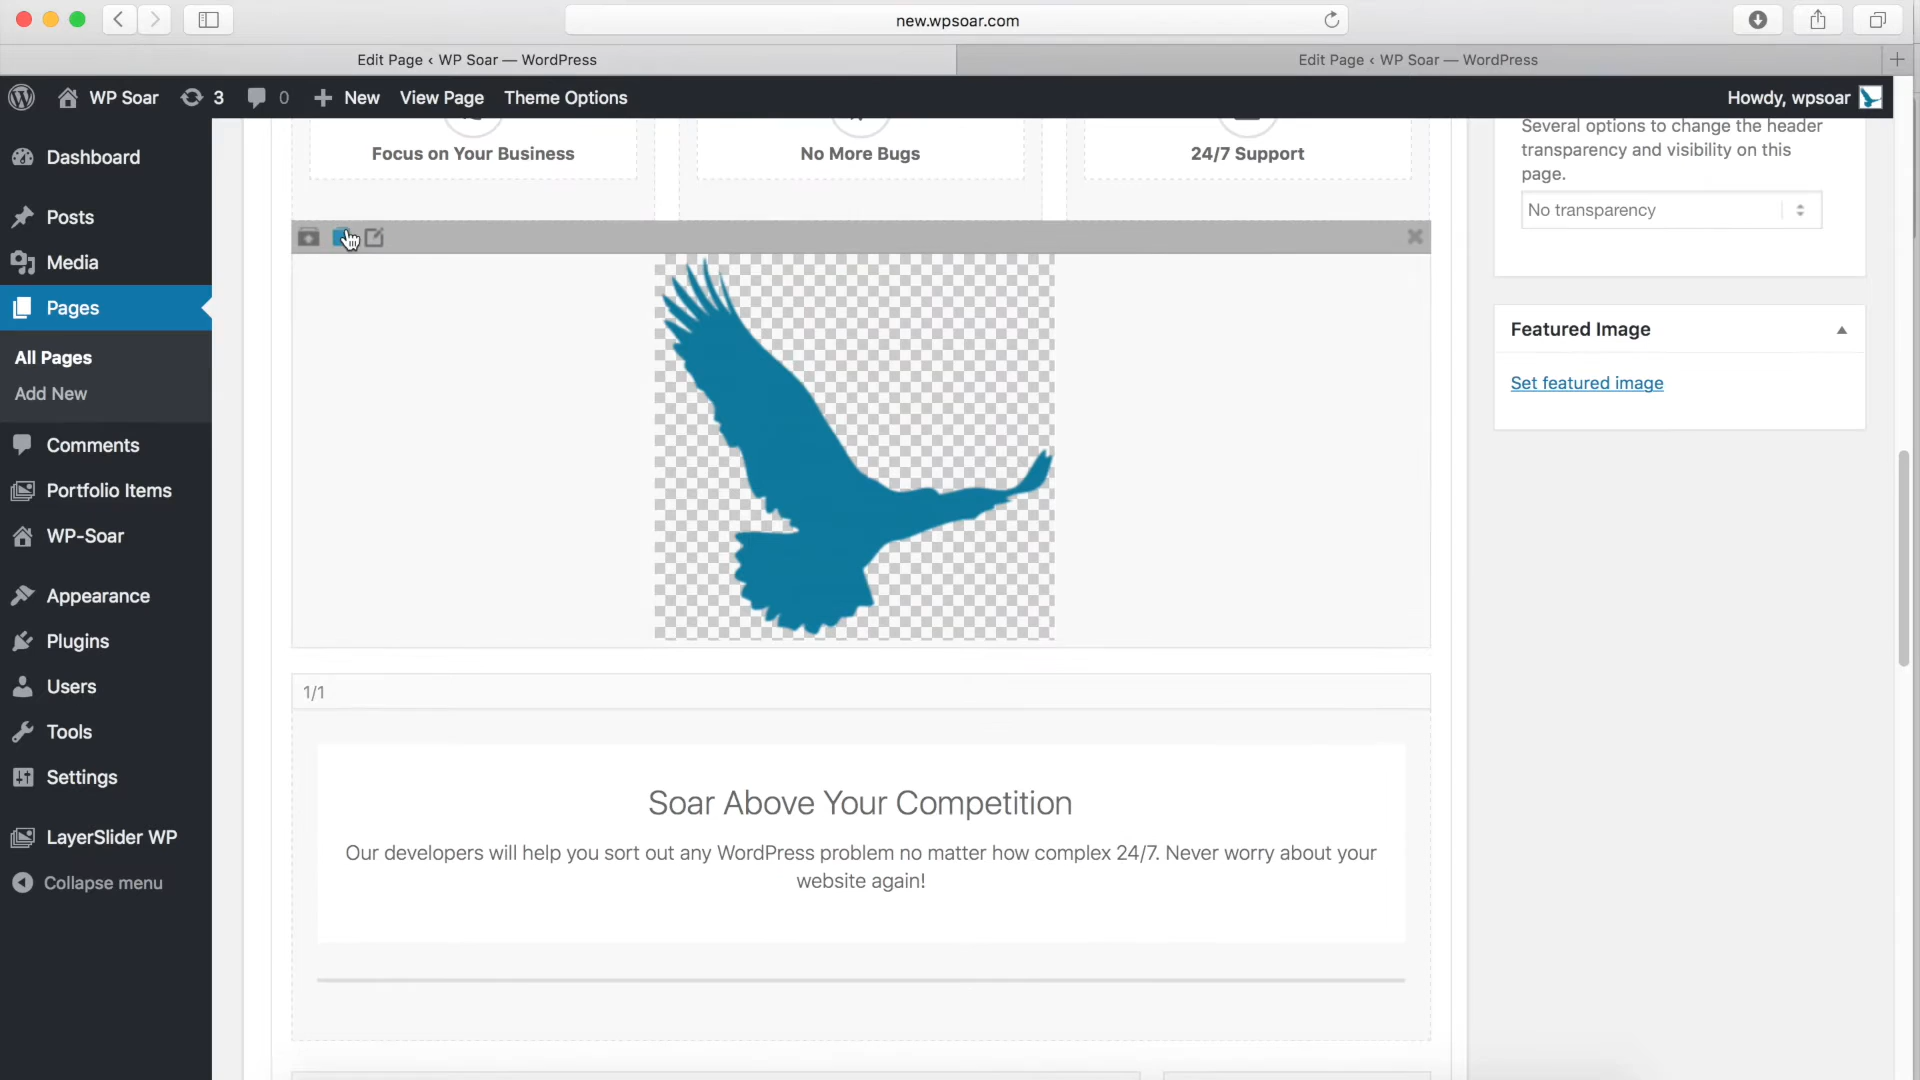 new.wpsoar.com
Edit Page ‹ WP Soar — WordPress
Edit Page ‹ WP Soar — WordPress
WP Soar
3
0
New
View Page
Theme Options
Howdy, wpsoar
Dashboard
Posts
Media
Pages
All Pages
Add New
Comments
Portfolio Items
WP-Soar
Appearance
Plugins
Users
Tools
Settings
LayerSlider WP
Collapse menu
Focus on Your Business
No More Bugs
24/7 Support
1/1
Soar Above Your Competition
Our developers will help you sort out any WordPress problem no matter how complex 24/7. Never worry about your
website again!
Several options to change the header
transparency and visibility on this
page.
No transparency
Featured Image
Set featured image